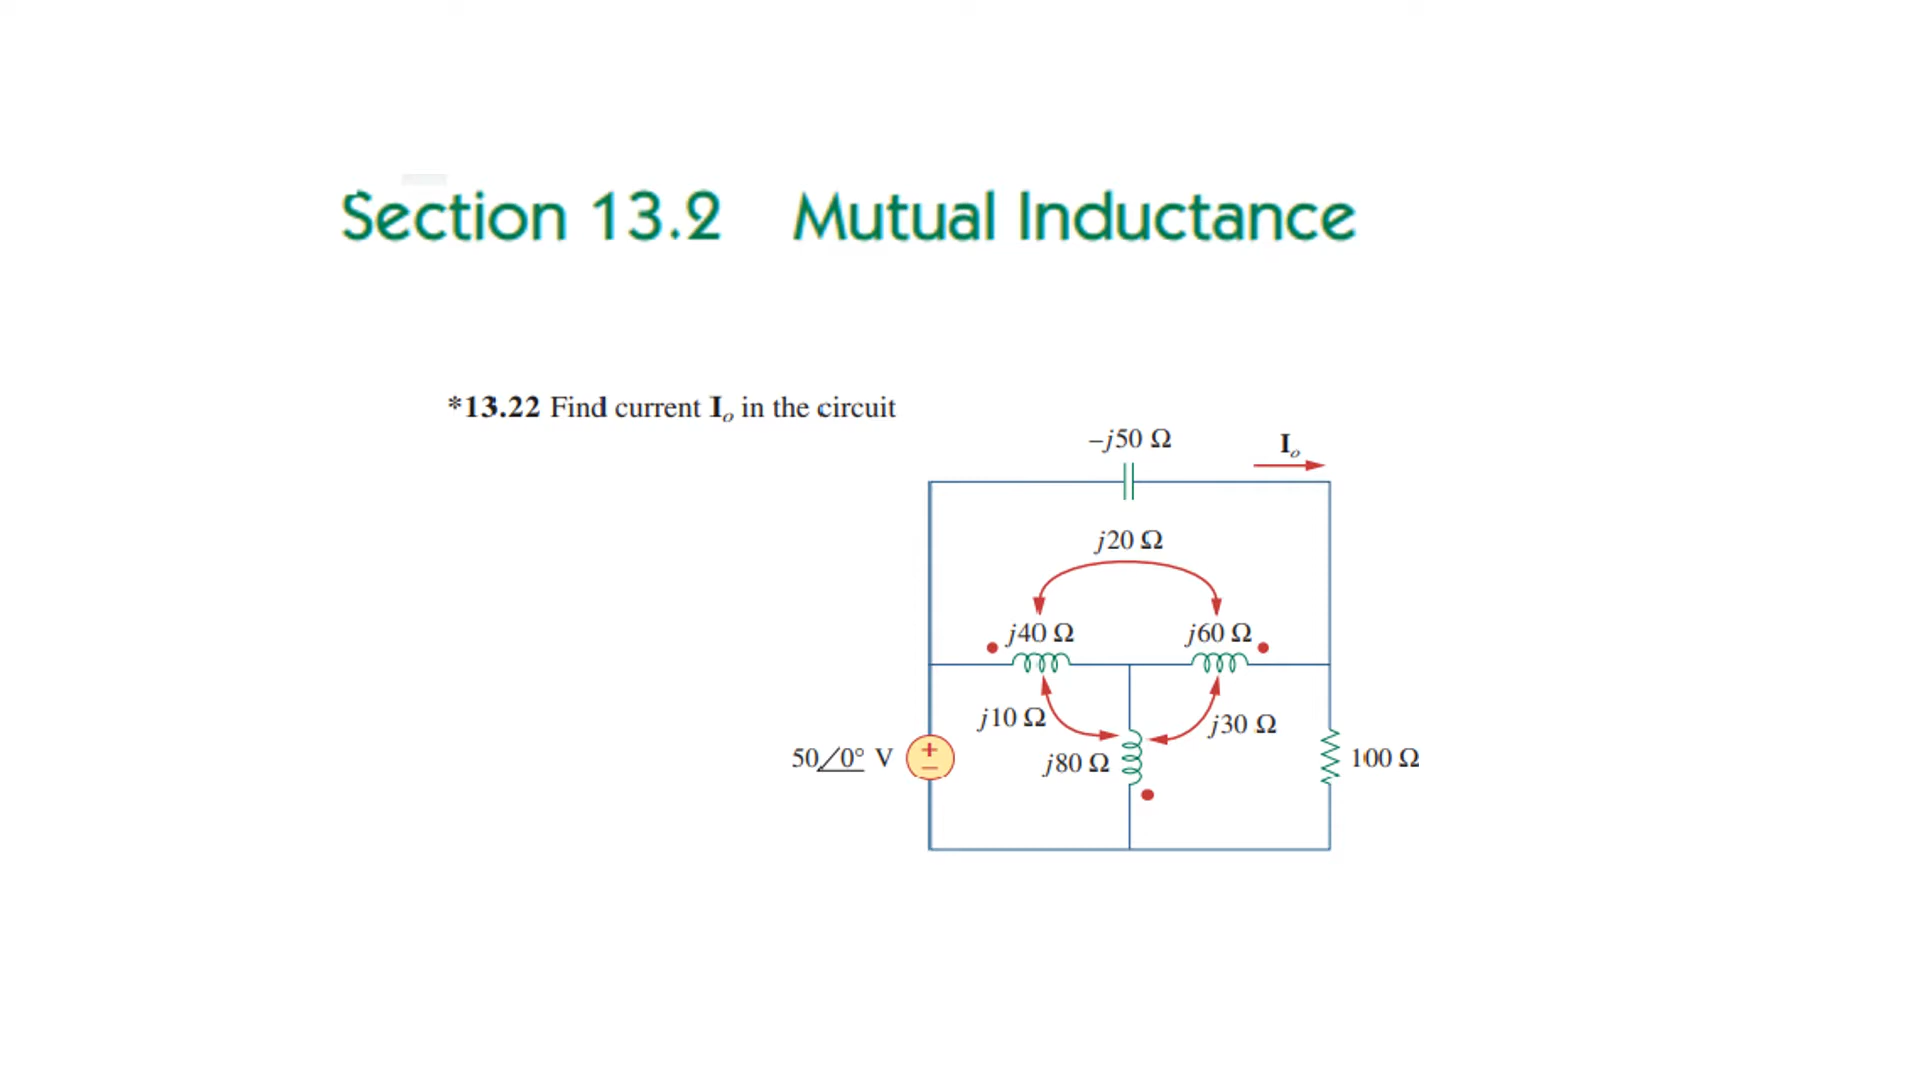 Section 13.2 Mutual Inductance
*13.22 Find current Iₒ in the circuit
−j50 Ω
Iₒ
j20 Ω
j40 Ω
j60 Ω
j10 Ω
j30 Ω
50∠0° V
+
−
j80 Ω
100 Ω